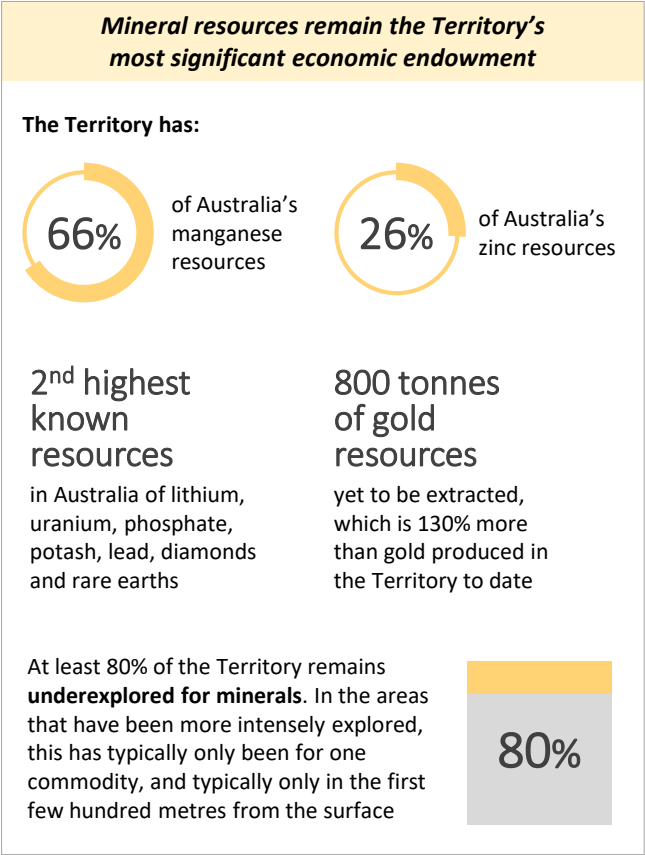 Mineral resources remain the Territory's
most significant economic endowment
The Territory has:
66%
of Australia's
manganese
resources
26%
of Australia's
zinc resources
2nd highest
known
resources
in Australia of lithium,
uranium, phosphate,
potash, lead, diamonds
and rare earths
800 tonnes
of gold
resources
yet to be extracted,
which is 130% more
than gold produced in
the Territory to date
At least 80% of the Territory remains
underexplored for minerals. In the areas
that have been more intensely explored,
this has typically only been for one
commodity, and typically only in the first
few hundred metres from the surface
80%